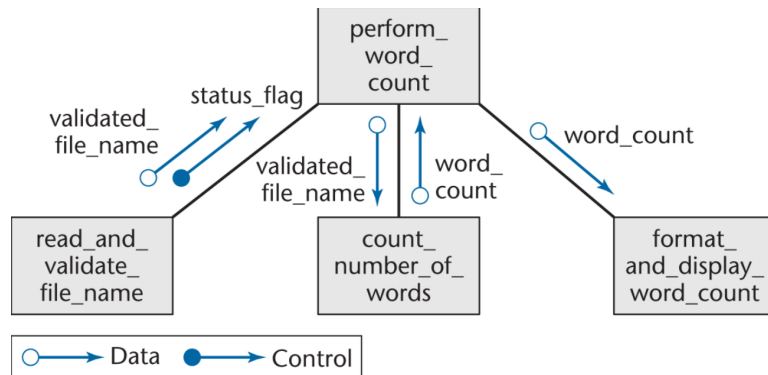 perform_
word_
count
status_flag
validated_
file_name
validated_
file_name
word_
count
word_count
read_and_
validate_
file_name
count_
number_of_
words
format_
and_display_
word_count
Data
Control